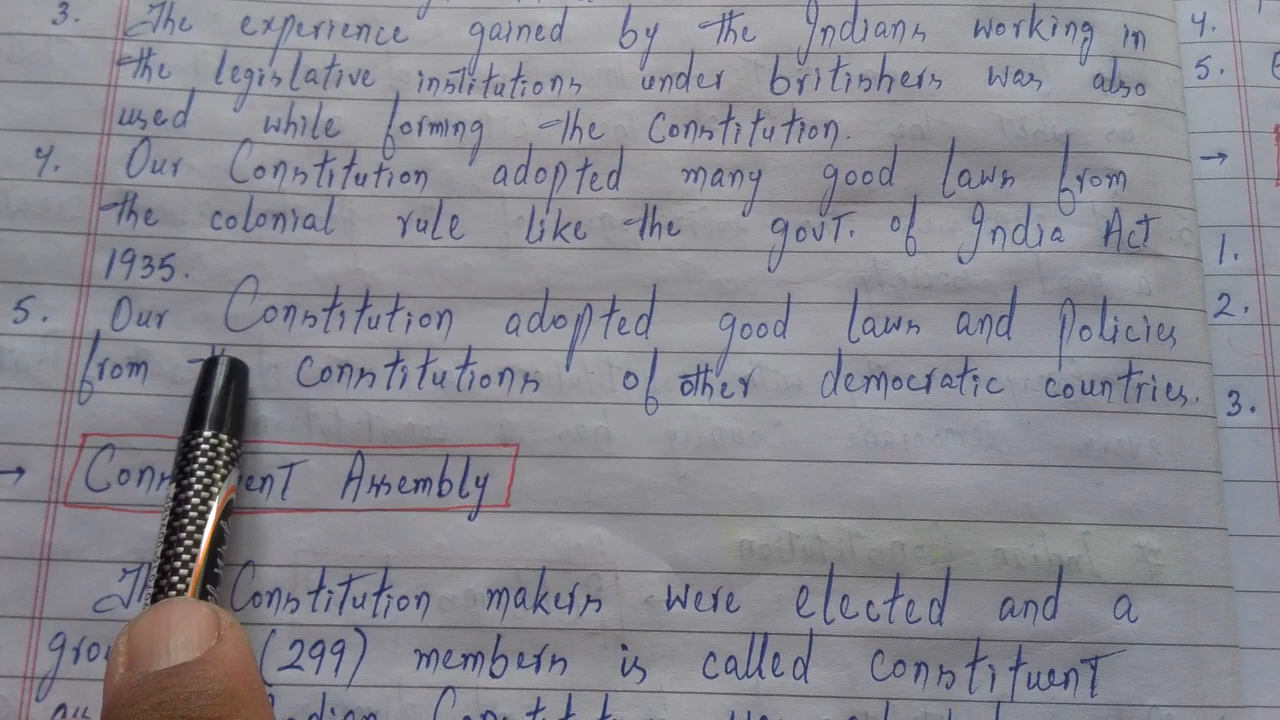 3. The experience gained by the Indians working in
the legislative institutions under britishers was also
used while forming the Constitution.
4. Our Constitution adopted many good laws from
the colonial rule like the govT. of India Act
1935.
5. Our Constitution adopted good laws and policies
from constitutions of other democratic countries.
→ Assembly
Constitution makers were elected and a
(299) members is called constituent
4.
5.
→
1.
2.
3.